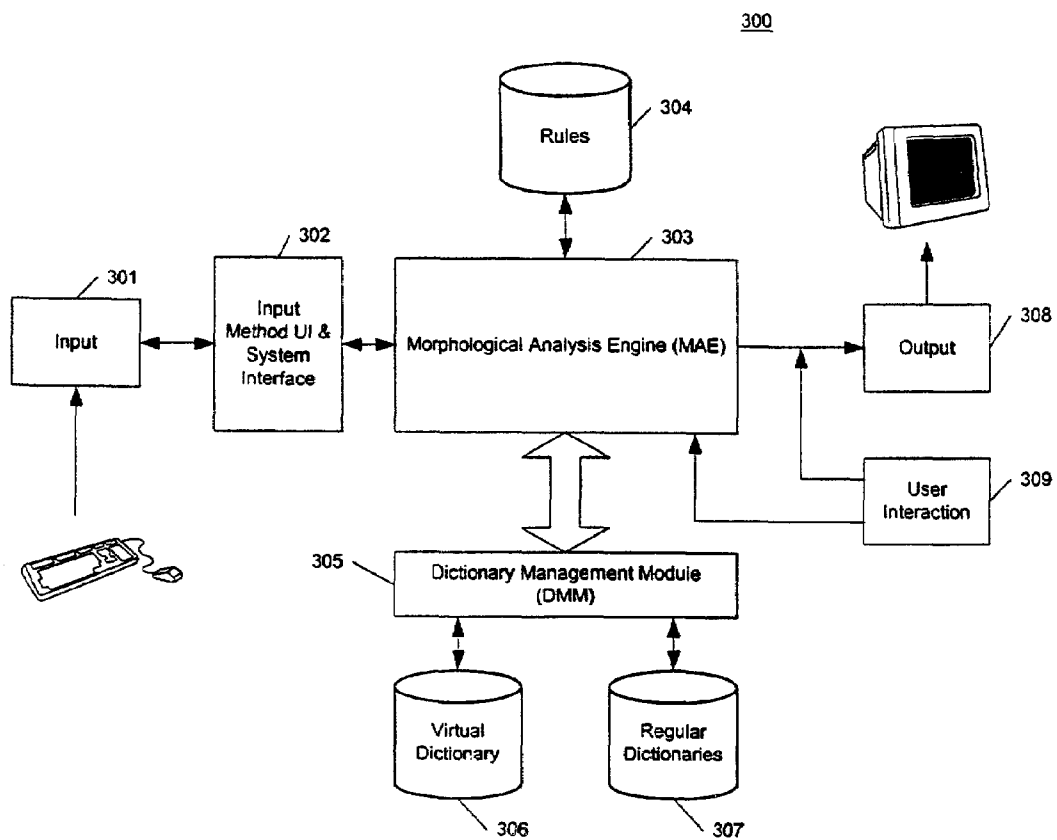 300
304
Rules
302
303
301
308
Input
Method UI &
System
Interface
Input
Morphological Analysis Engine (MAE)
Output
309
User
Interaction
305
Dictionary Management Module
(DMM)
Virtual
Dictionary
Regular
Dictionaries
306
307